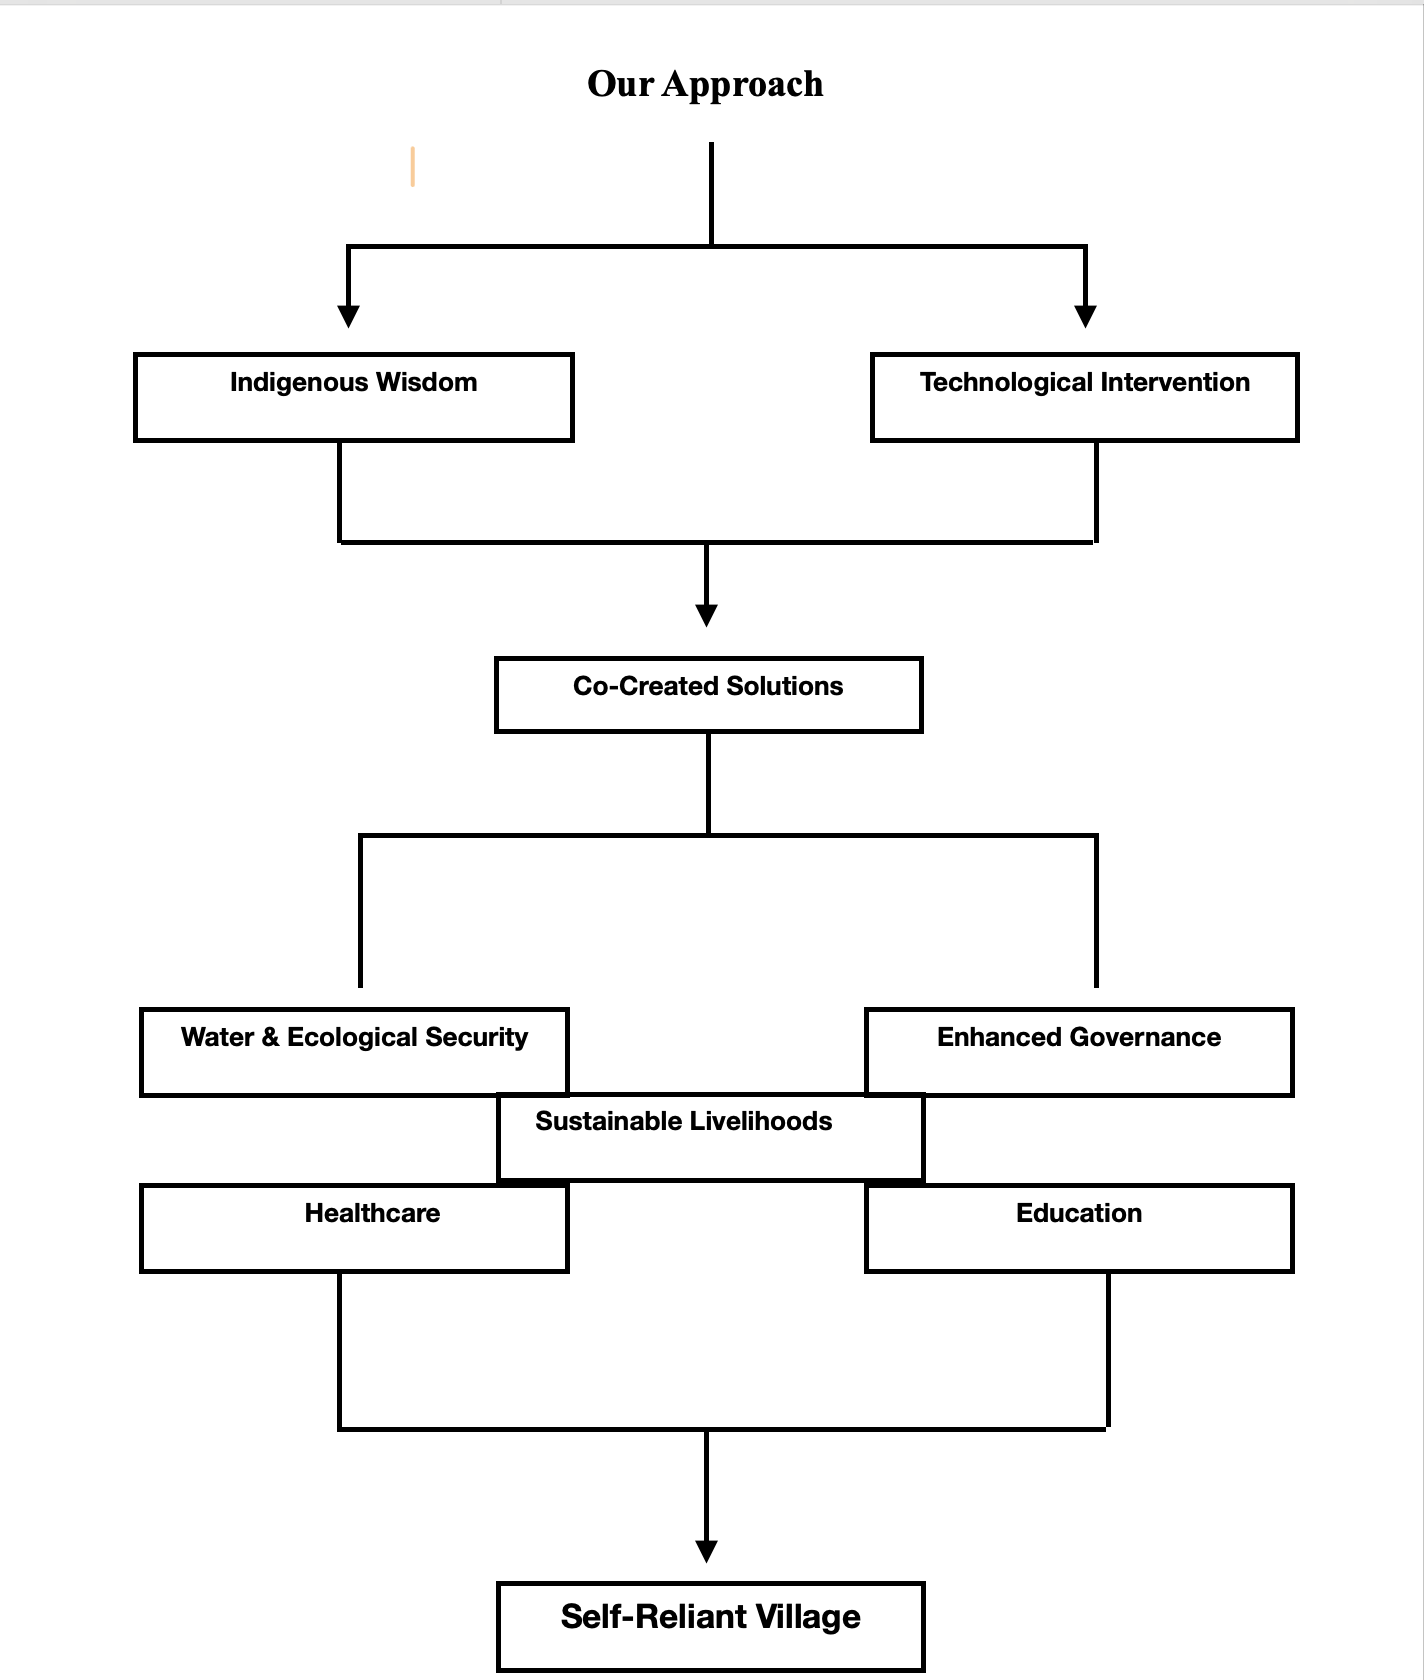 Our Approach
Indigenous Wisdom
Technological Intervention
Co-Created Solutions
Water & Ecological Security
Enhanced Governance
Sustainable Livelihoods
Healthcare
Education
Self-Reliant Village